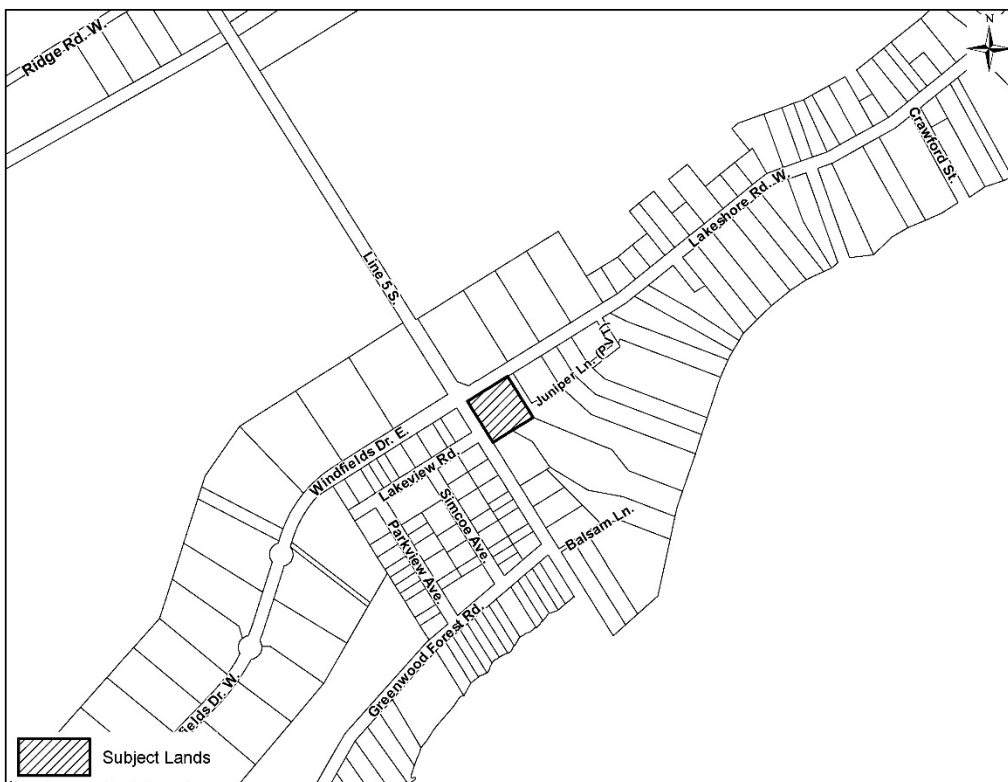 N
Ridge Rd. W.
Crawford St.
Lakeshore Rd. W.
Line 5 S.
Juniper Ln. (PVT)
Windfields Dr. E.
Lakeview Rd.
Simcoe Ave.
Balsam Ln.
Parkview Ave.
Greenwood Forest Rd.
fields Dr. W.
Subject Lands